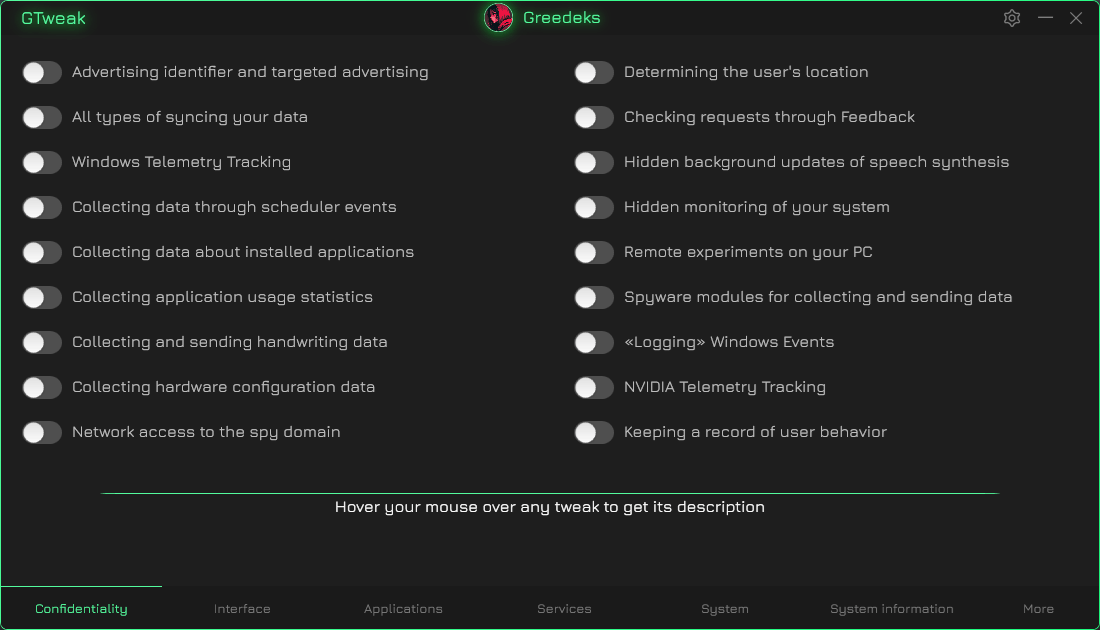 GTweak
Greedeks
Advertising identifier and targeted advertising
All types of syncing your data
Windows Telemetry Tracking
Collecting data through scheduler events
Collecting data about installed applications
Collecting application usage statistics
Collecting and sending handwriting data
Collecting hardware configuration data
Network access to the spy domain
Determining the user's location
Checking requests through Feedback
Hidden background updates of speech synthesis
Hidden monitoring of your system
Remote experiments on your PC
Spyware modules for collecting and sending data
«Logging» Windows Events
NVIDIA Telemetry Tracking
Keeping a record of user behavior
Hover your mouse over any tweak to get its description
Confidentiality
Interface
Applications
Services
System
System information
More